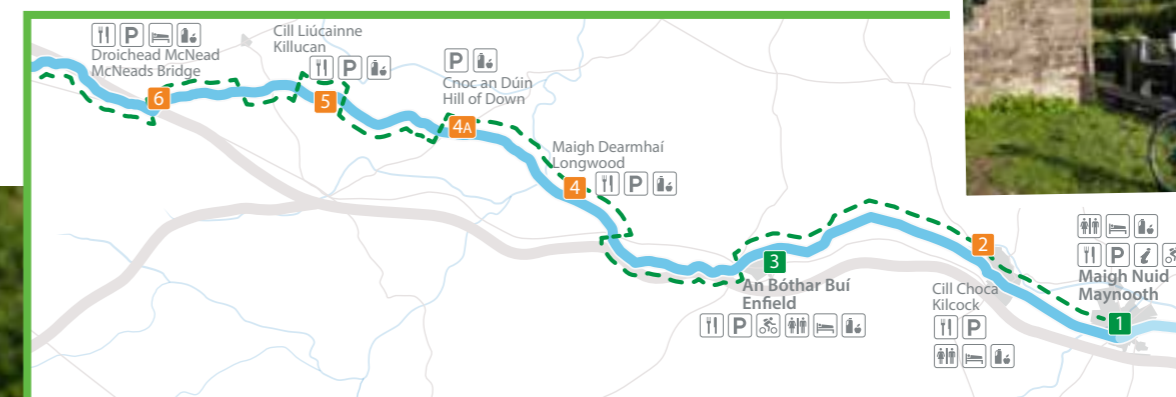 Droichead McNead
McNeads Bridge
6
Cill Liúcainne
Killucan
P
5
P
Cnoc an Dúin
Hill of Down
4A
Maigh Dearmhaí
Longwood
4
P
3
An Bóthar Buí
Enfield
P
2
Cill Choca
Kilcock
P
P
i
Maigh Nuid
Maynooth
1
P